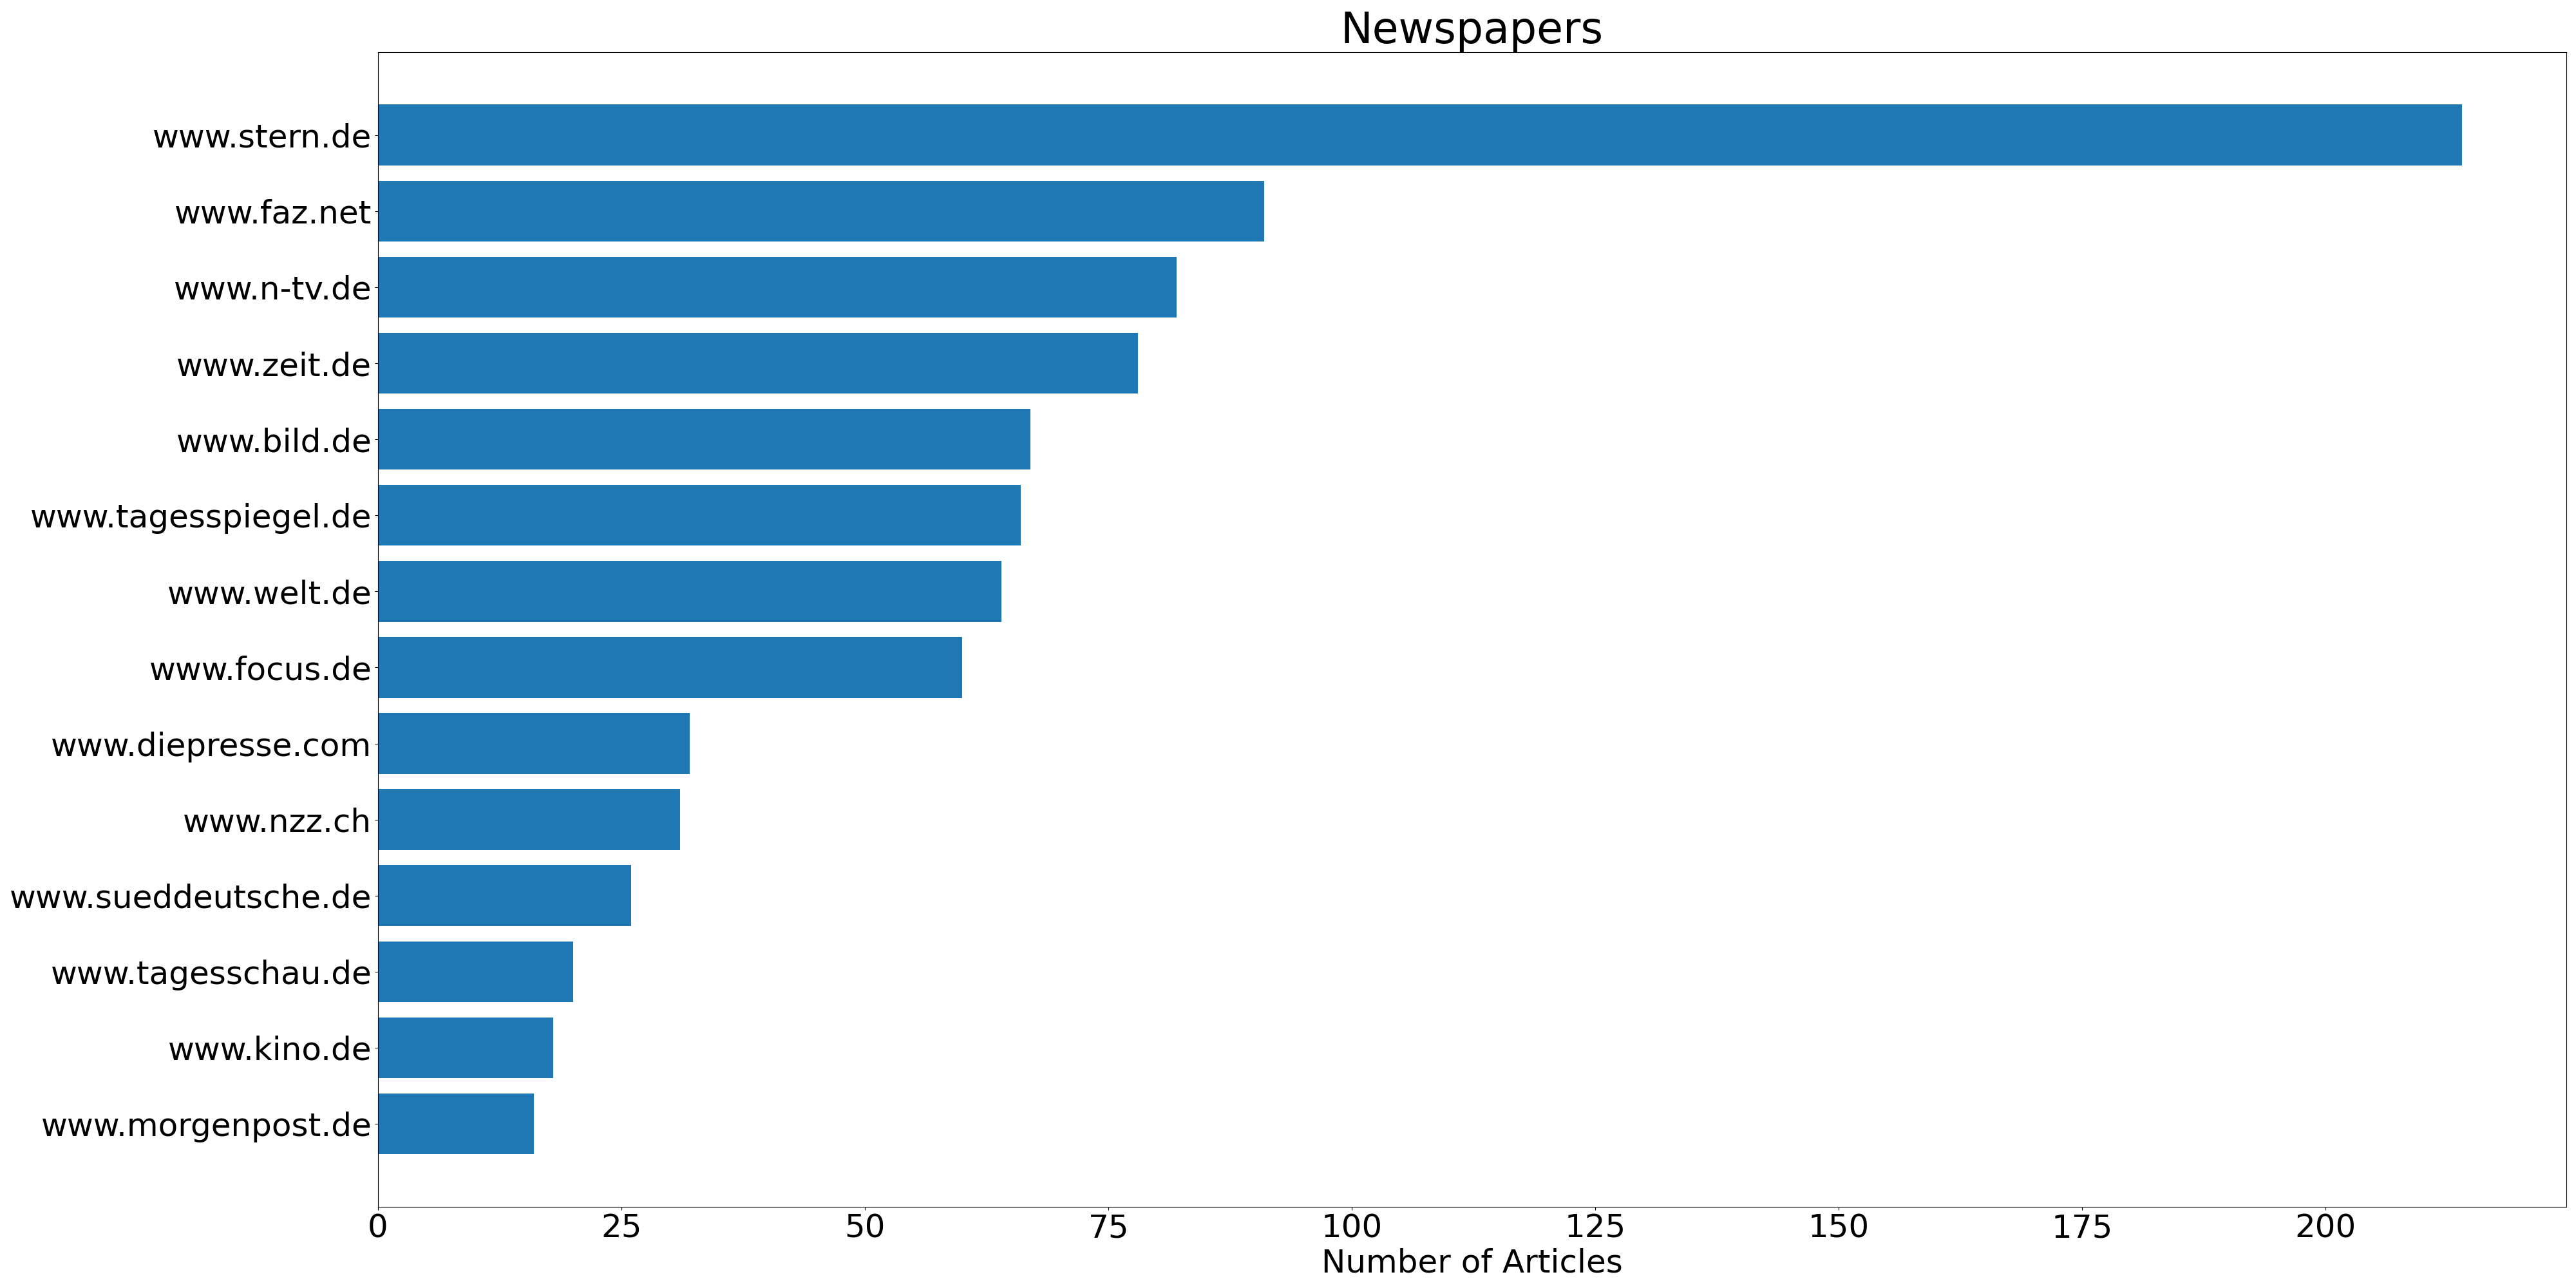 Newspapers
www.stern.de
www.faz.net
www.n-tv.de
www.zeit.de
www.bild.de
www.tagesspiegel.de
www.welt.de
www.focus.de
www.diepresse.com
www.nzz.ch
www.sueddeutsche.de
www.tagesschau.de
www.kino.de
www.morgenpost.de
0 25 50 75 100 125 150 175 200
Number of Articles